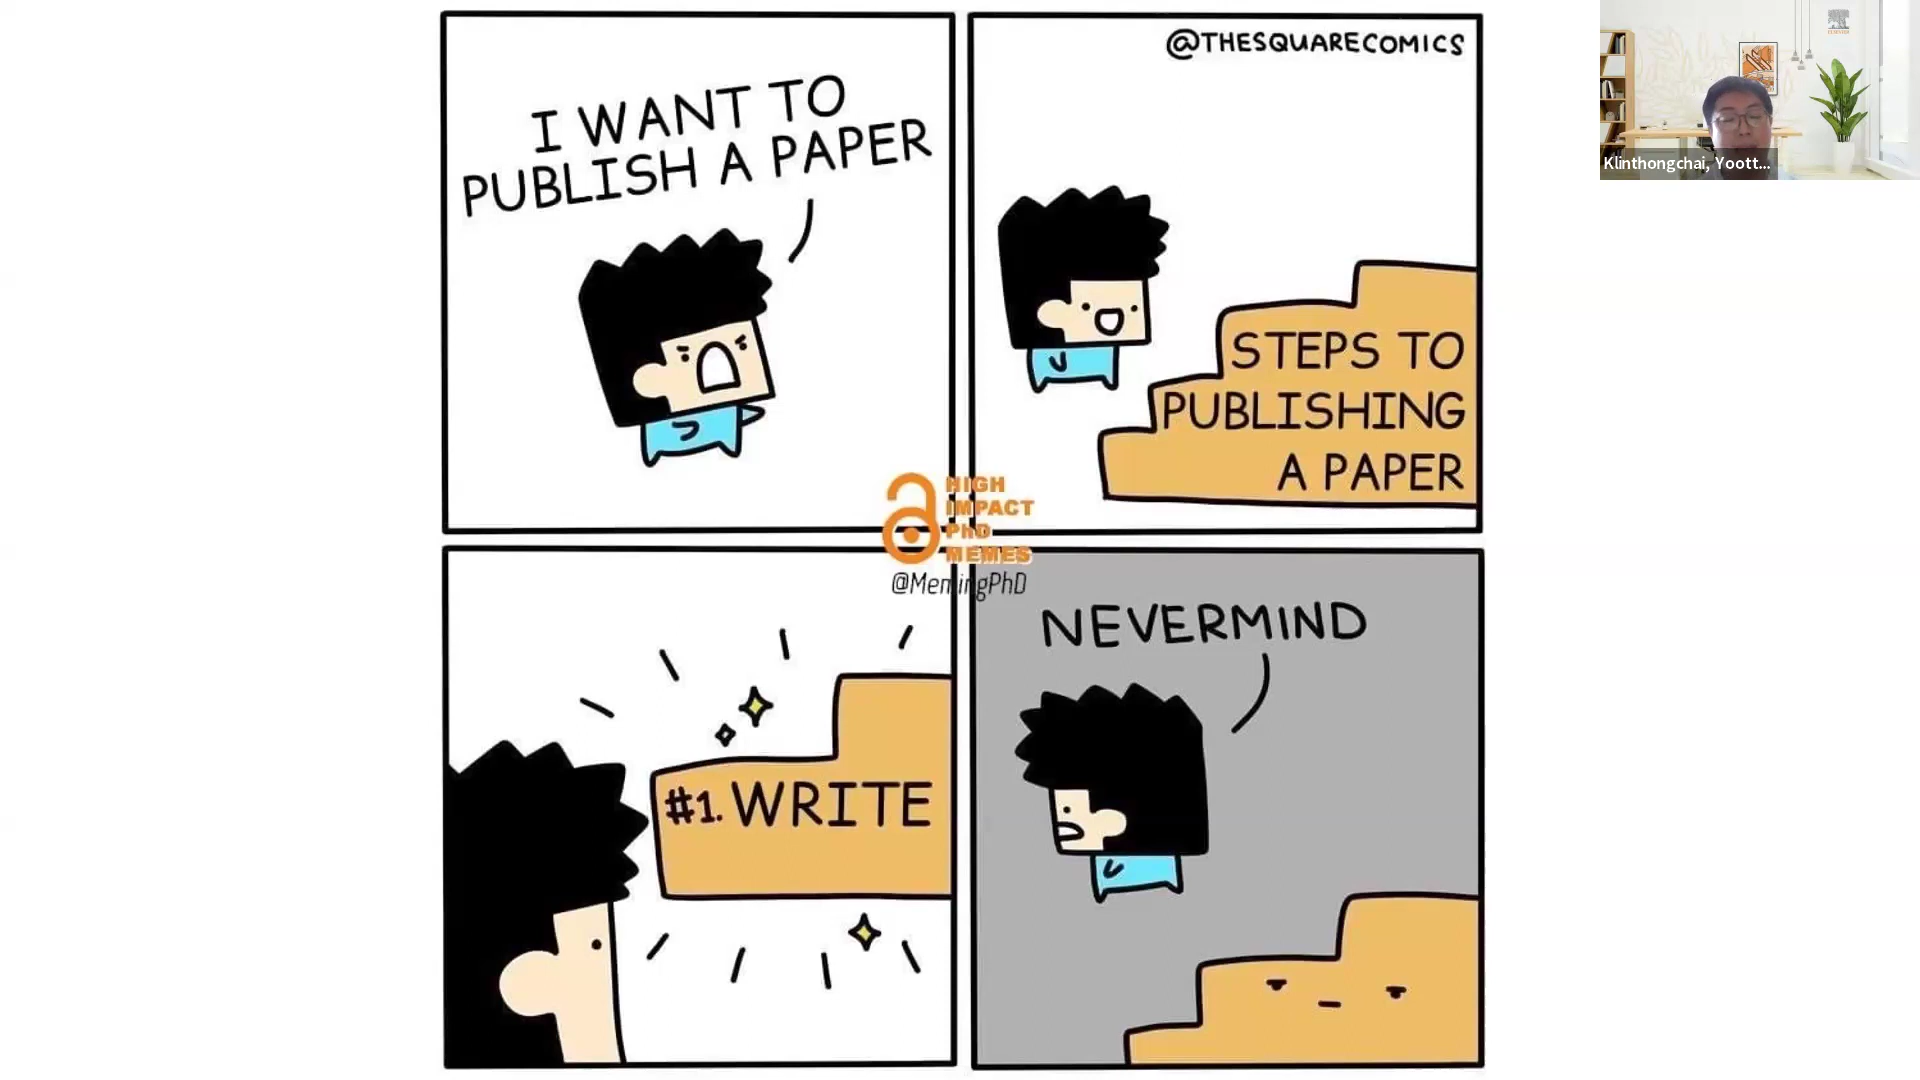 I WANT TO
PUBLISH A PAPER
@THESQUARECOMICS
STEPS TO
PUBLISHING
A PAPER
HIGH
IMPACT
PhD
MEMES
@MemingPhD
#1. WRITE
NEVERMIND
ELSEVIER
Klinthongchai, Yoott...